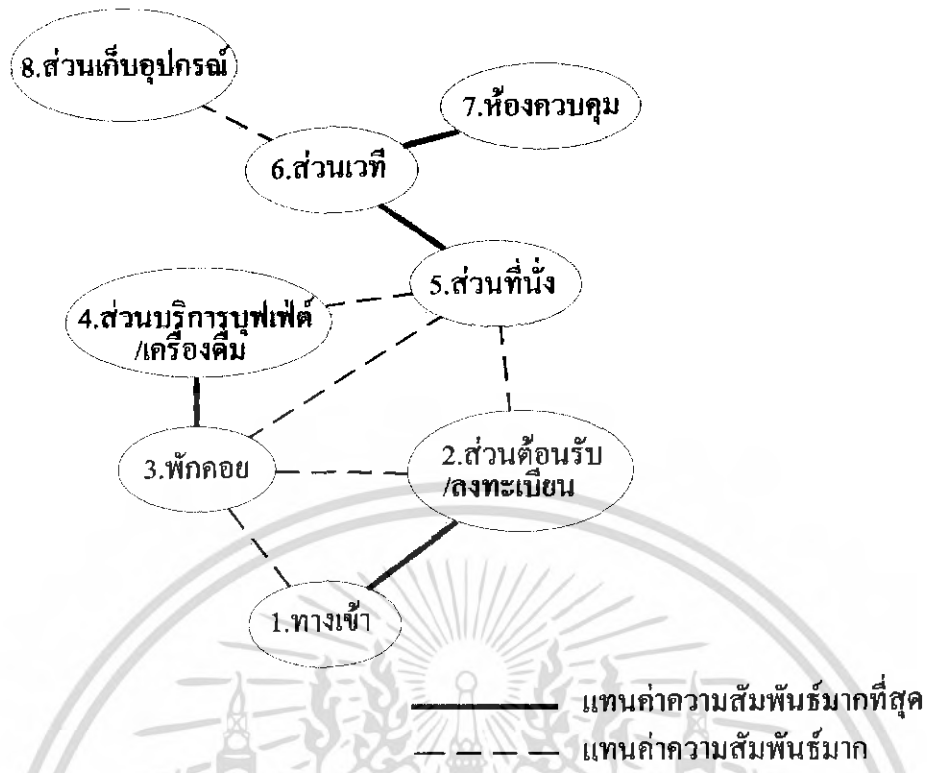 8.ส่วนเก็บอุปกรณ์
7.ห้องควบคุม
6.ส่วนเวที
5.ส่วนที่นั่ง
4.ส่วนบริการบุฟเฟ่ต์
/เครื่องดื่ม
3.พักคอย
2.ส่วนต้อนรับ
/ลงทะเบียน
1.ทางเข้า
แทนค่าความสัมพันธ์มากที่สุด
แทนค่าความสัมพันธ์มาก